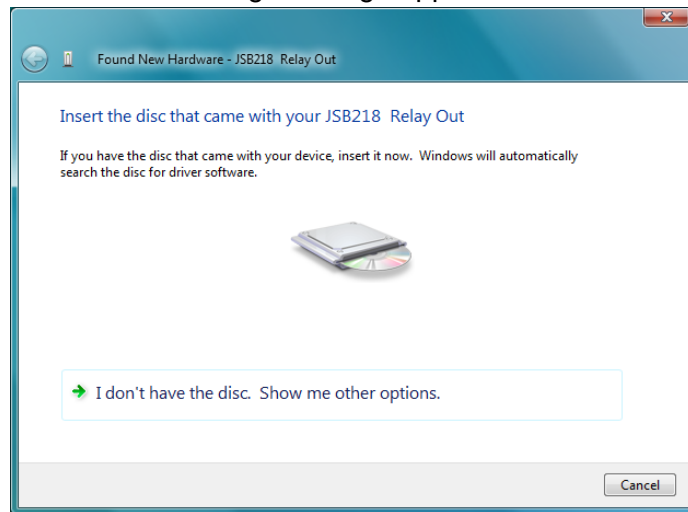 Found New Hardware - JSB218  Relay Out
Insert the disc that came with your JSB218  Relay Out
If you have the disc that came with your device, insert it now.  Windows will automatically
search the disc for driver software.
I don't have the disc.  Show me other options.
Cancel